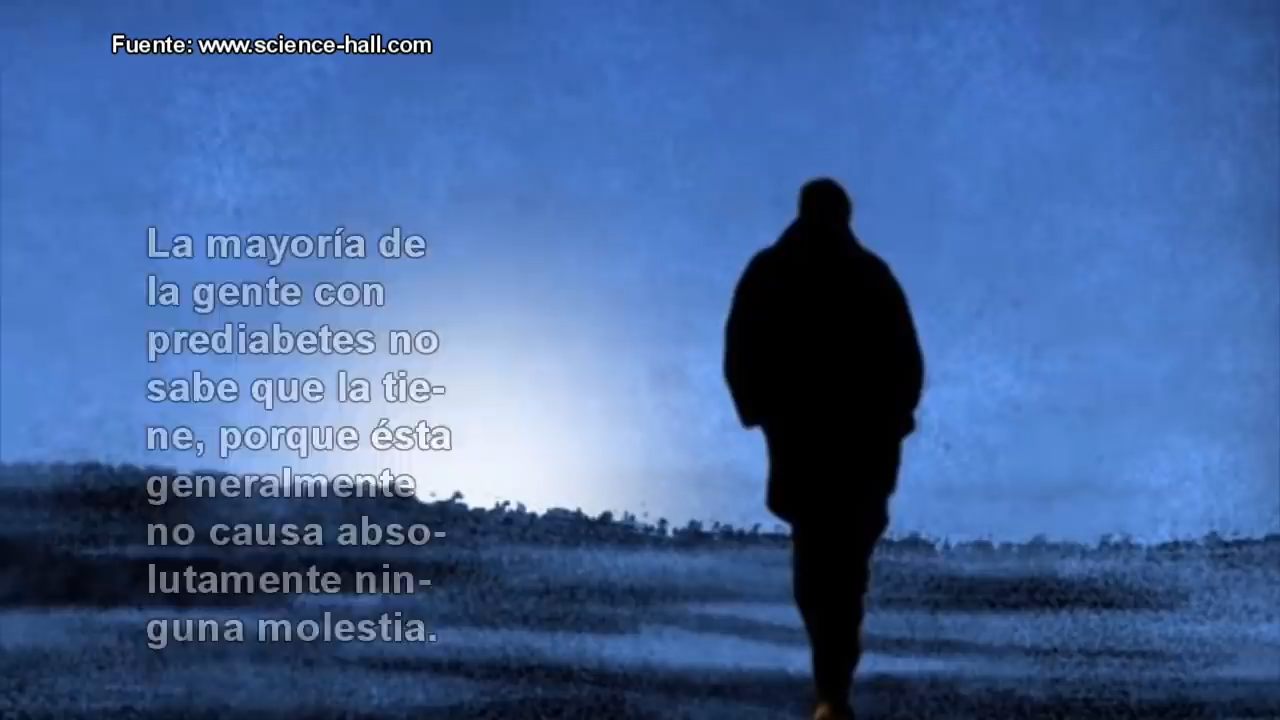 Fuente: www.science-hall.com
La mayoría de
la gente con
prediabetes no
sabe que la tie-
ne, porque ésta
generalmente
no causa abso-
lutamente nin-
guna molestia.